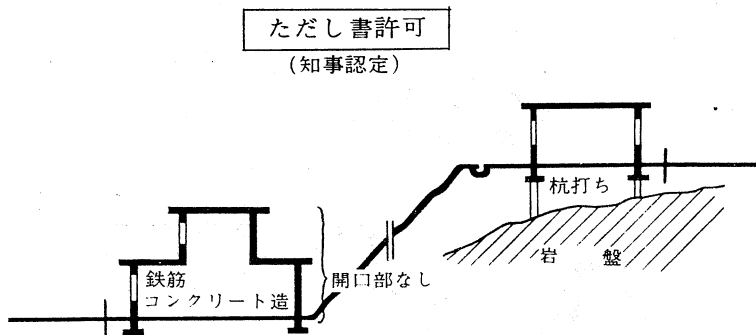 ただし書許可
(知事認定)
杭打ち
岩盤
鉄筋
コンクリート造
開口部なし